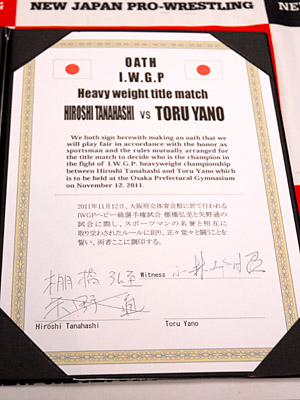 NEW JAPAN PRO-WRESTLING
NEW J
OATH
I.W.G.P
Heavy weight title match
HIROSHI TANAHASHI VS TORU YANO
We both sign herewith making an oath that we
will play fair in accordance with the honor as
sportsman and the rules mutually arranged for
the title match to decide who is the champion in
the fight of I.W.G.P. heavyweight championship
between Hiroshi Tanahashi and Toru Yano which
is to be held at the Osaka Prefectural Gymnasium
on November 12, 2011.
2011年11月12日、大阪府立体育会館に於て行われる
IWGPヘビー級選手権試合 棚橋弘至と矢野通の
試合に際し、スポーツマンの名誉と相互に
取り交わされたルールに則り、正々堂々と闘うことを
誓い、両者ここに調印する。
棚橋弘至 Witness
矢野通
Hiroshi Tanahashi Toru Yano